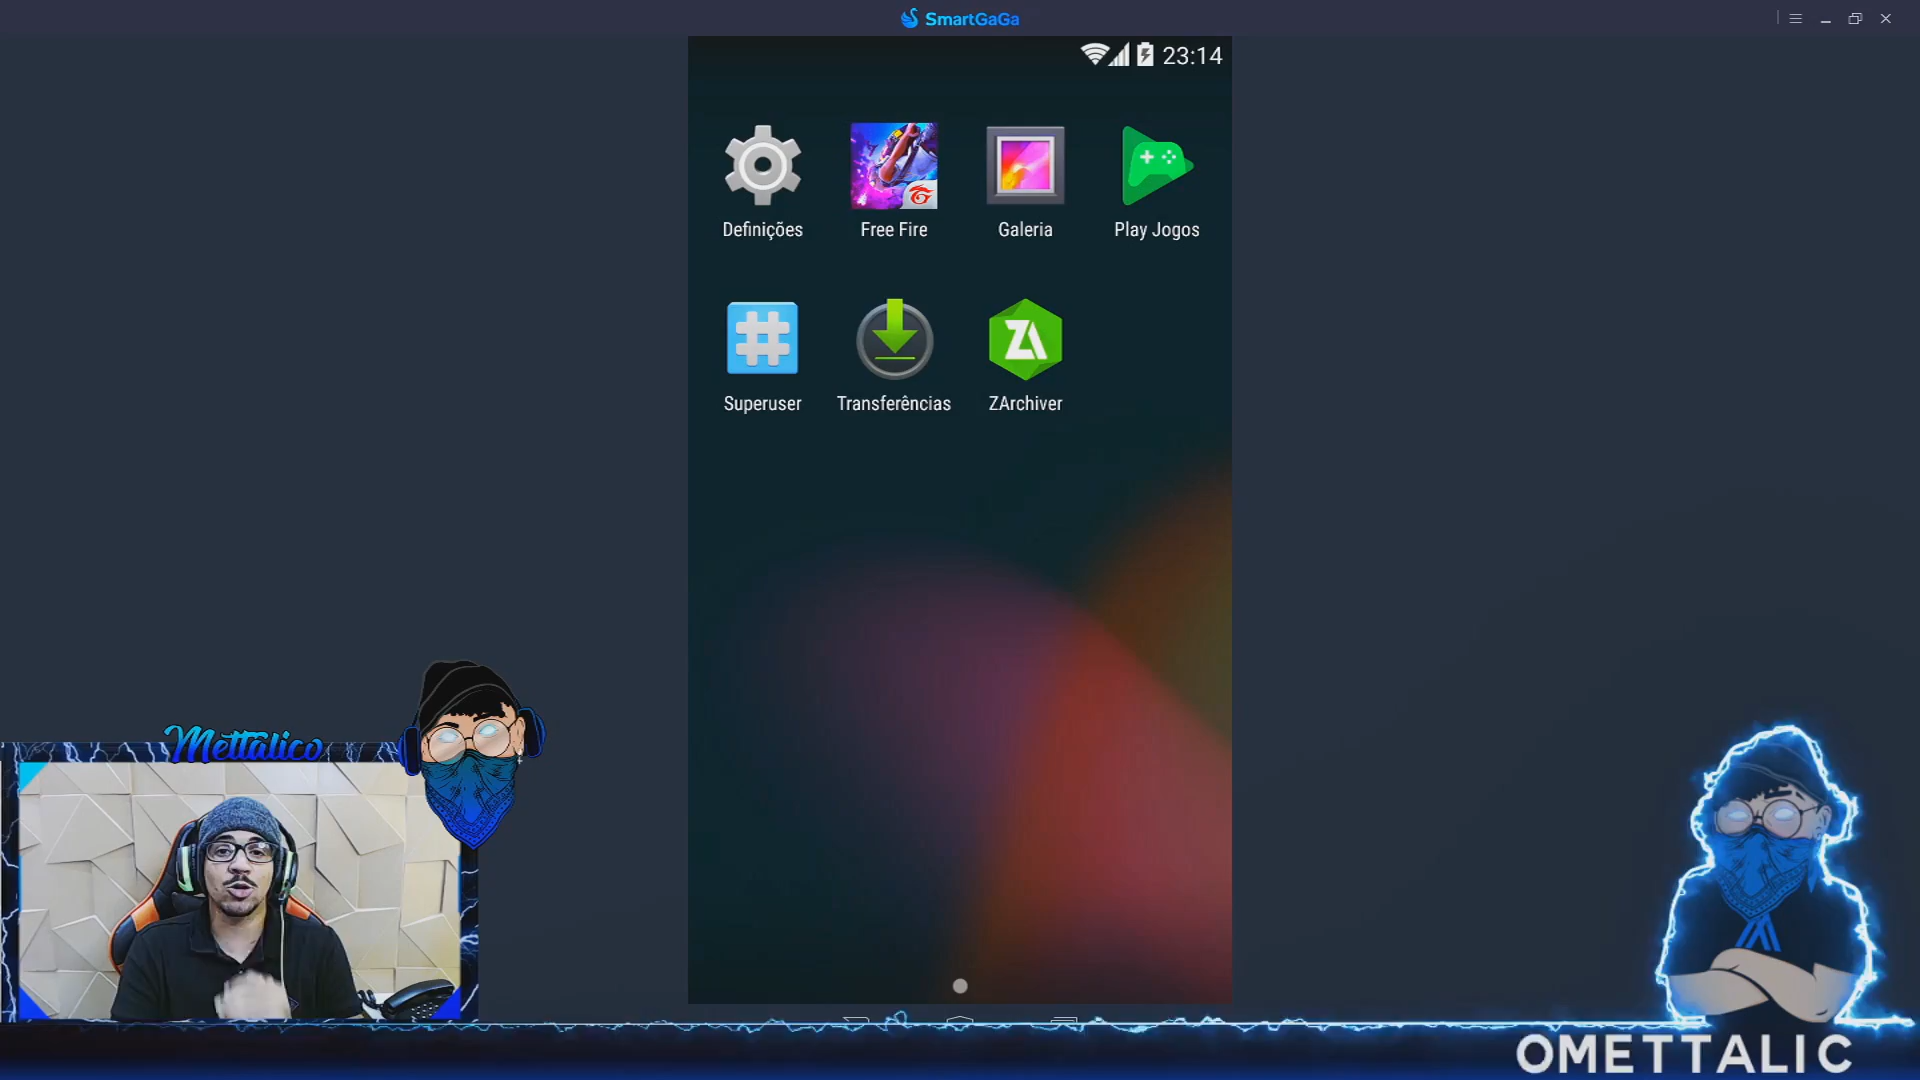 SmartGaGa
23:14
Definições
Free Fire
Galeria
Play Jogos
Superuser
Transferências
ZArchiver
Mettalico
OMETTALIC